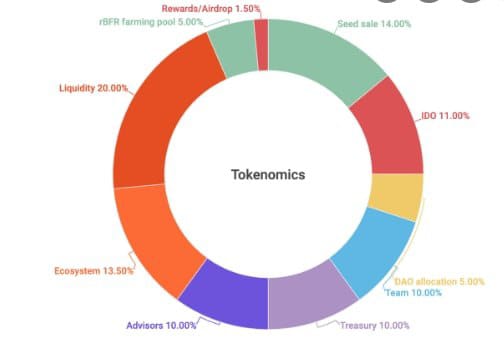 Rewards/Airdrop 1.50%
rBFR farming pool 5.00%
Seed sale 14.00%
Liquidity 20.00%
IDO 11.00%
Tokenomics
Ecosystem 13.50%
DAO allocation 5.00%
Team 10.00%
Advisors 10.00%
Treasury 10.00%